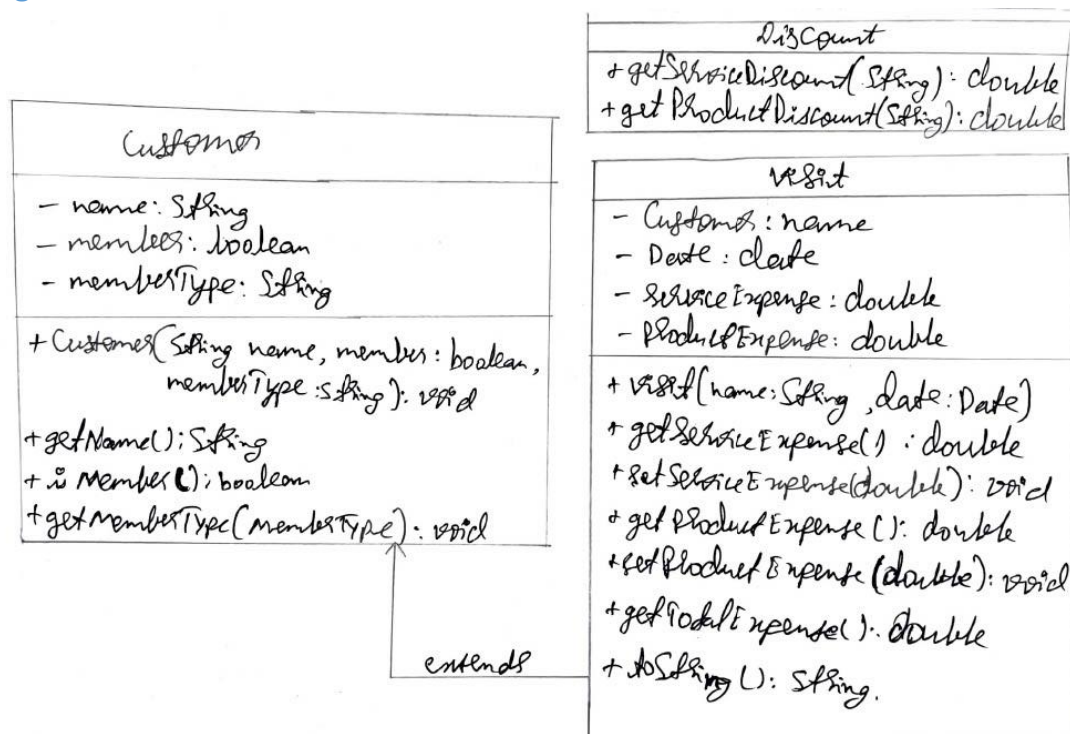 Discount
+ getServiceDiscount(String): double
+ getProductDiscount(String): double
Customer
- name: String
- member: boolean
- memberType: String
+ Customer(String name, member: boolean,
memberType: String): void
+ getName(): String
+ is Member(): boolean
+ getMemberType(memberType): void
extends
visit
- Customer: name
- Date: date
- ServiceExpense: double
- ProductExpense: double
+ visit(name: String, date: Date)
+ getServiceExpense(): double
+ setServiceExpense(double): void
+ getProductExpense(): double
+ setProductExpense(double): void
+ getTotalExpense(): double
+ toString(): String.